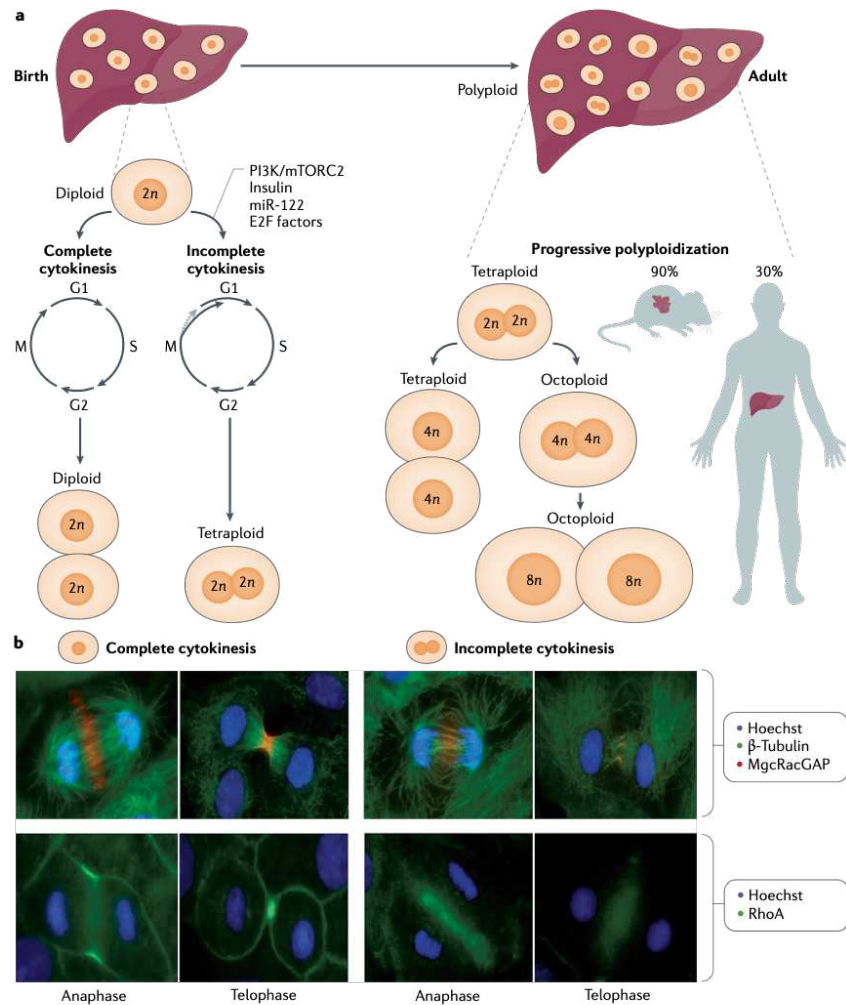 a
Birth
Polyploid
Adult
PI3K/mTORC2
Insulin
miR-122
E2F factors
Diploid
2n
Complete
cytokinesis
Incomplete
cytokinesis
G1
M
S
G2
G1
M
S
G2
Diploid
2n
2n
Tetraploid
2n 2n
Progressive polyploidization
90%
30%
Tetraploid
2n 2n
Tetraploid
4n
4n
Octoploid
4n 4n
Octoploid
8n
8n
b
Complete cytokinesis
Incomplete cytokinesis
Hoechst
β-Tubulin
MgcRacGAP
Hoechst
RhoA
Anaphase
Telophase
Anaphase
Telophase